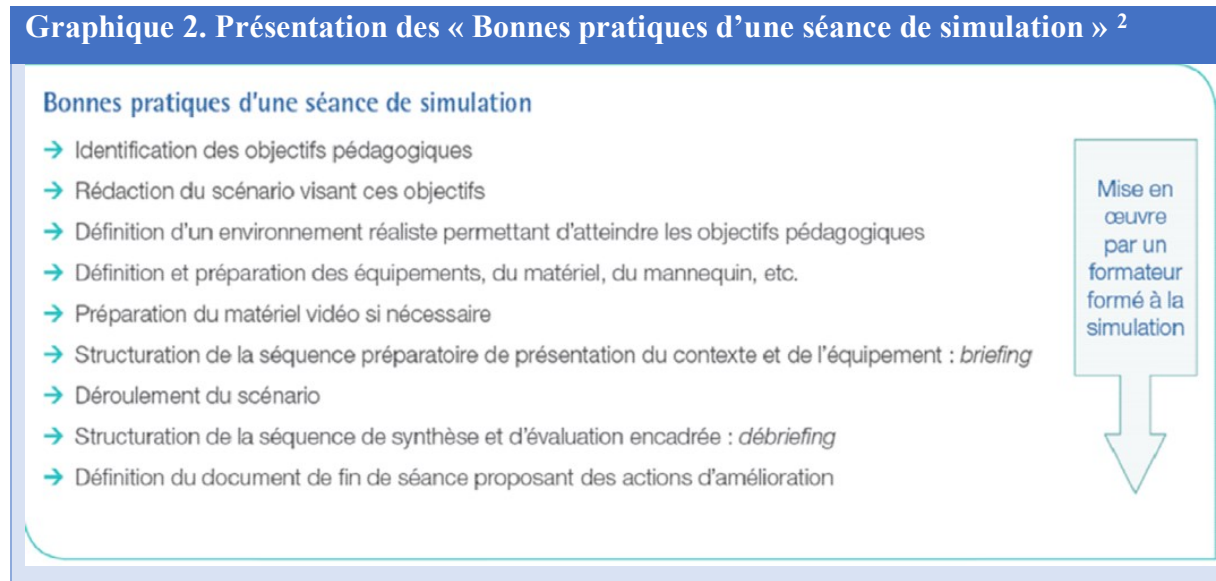 Graphique 2. Présentation des « Bonnes pratiques d’une séance de simulation » ²
Bonnes pratiques d'une séance de simulation
→ Identification des objectifs pédagogiques
→ Rédaction du scénario visant ces objectifs
→ Définition d’un environnement réaliste permettant d’atteindre les objectifs pédagogiques
→ Définition et préparation des équipements, du matériel, du mannequin, etc.
→ Préparation du matériel vidéo si nécessaire
→ Structuration de la séquence préparatoire de présentation du contexte et de l’équipement : briefing
→ Déroulement du scénario
→ Structuration de la séquence de synthèse et d’évaluation encadrée : débriefing
→ Définition du document de fin de séance proposant des actions d’amélioration
Mise en
œuvre
par un
formateur
formé à la
simulation